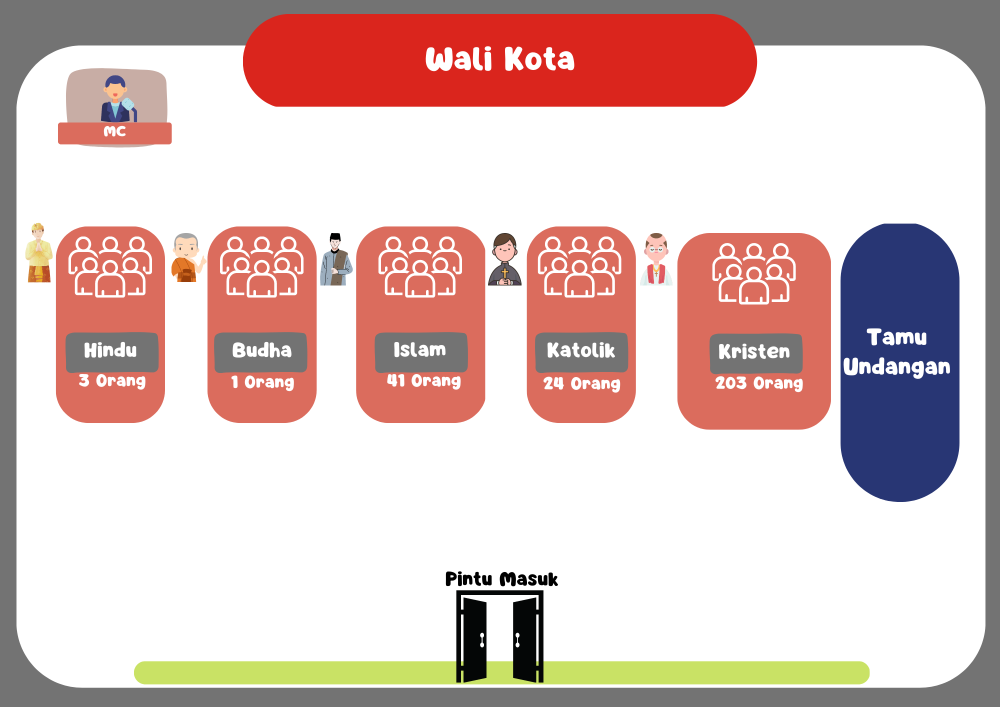 Wali Kota
MC
Hindu
3 Orang
Budha
1 Orang
Islam
41 Orang
Katolik
24 Orang
Kristen
203 Orang
Tamu
Undangan
Pintu Masuk